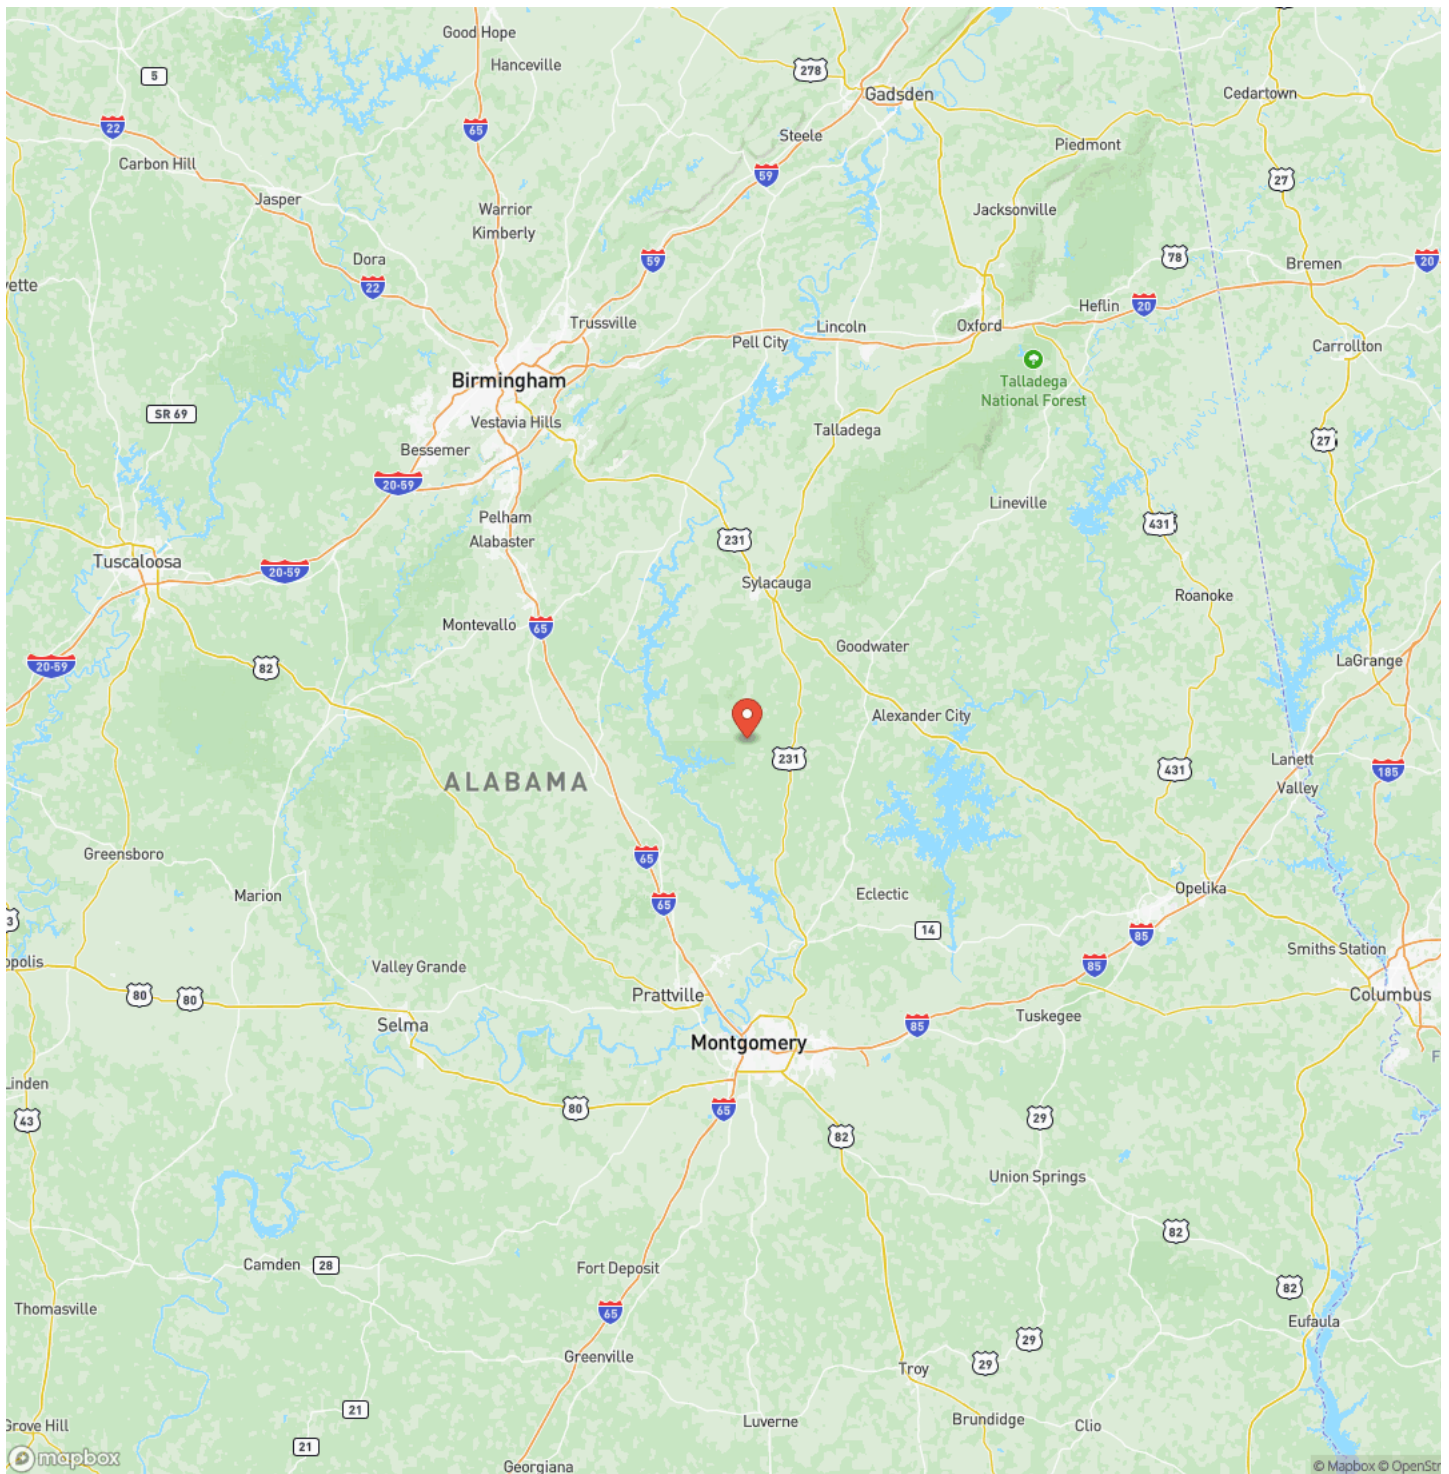 Good Hope
Hanceville
5
278
Gadsden
Cedartown
22
65
Steele
Carbon Hill
Piedmont
59
27
Jasper
Warrior
Jacksonville
Kimberly
Dora
59
78
Bremen
20
yette
22
Heflin
20
Trussville
Lincoln
Oxford
Pell City
Carrollton
Birmingham
Talladega
National Forest
SR 69
Vestavia Hills
Talladega
27
Bessemer
20-59
Lineville
Pelham
431
Alabaster
231
Tuscaloosa
20-59
Sylacauga
Roanoke
Montevallo
65
Goodwater
20-59
82
LaGrange
Alexander City
231
Lanett
431
185
ALABAMA
Valley
Greensboro
65
Marion
Eclectic
Opelika
65
3
14
85
Smiths Station
opolis
Valley Grande
85
80
80
Prattville
Columbus
Selma
85
Tuskegee
Montgomery
F
Linden
80
65
43
29
82
Union Springs
82
Camden
28
Fort Deposit
82
Thomasville
65
Eufaula
29
Greenville
29
Troy
21
Brundidge
Luverne
Clio
Grove Hill
21
mapbox
Georgiana
© Mapbox © OpenStr